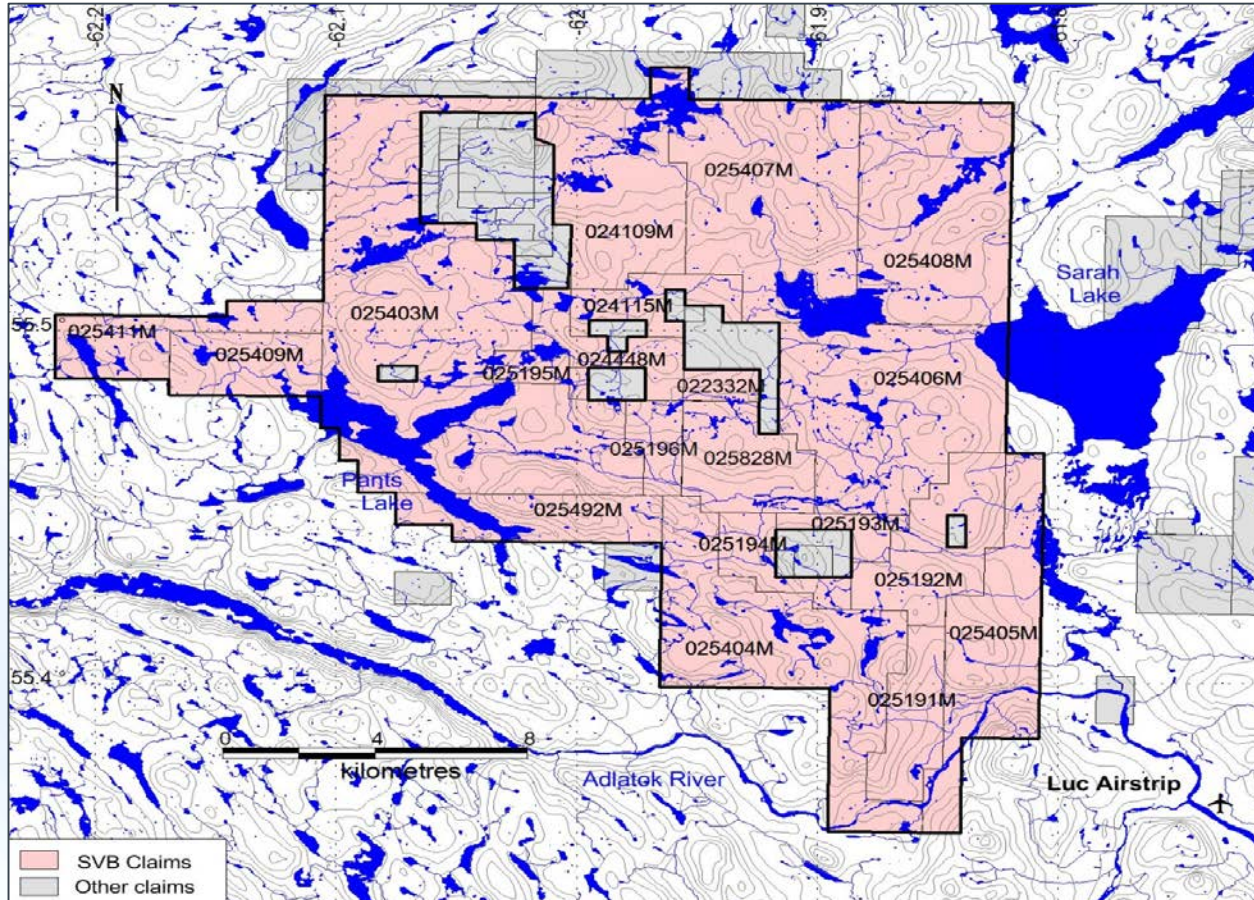 -62.2
-62.1
-62
-61.9
N
025407M
024109M
025408M
Sarah
Lake
024115M
025403M
55.5
025411M
025409M
024448M
025195M
022332M
025406M
025196M
025828M
Pants
Lake
025492M
025193M
025194M
025192M
025404M
025405M
55.4°
025191M
0 4 8
kilometres
Adlatok River
Luc Airstrip
SVB Claims
Other claims